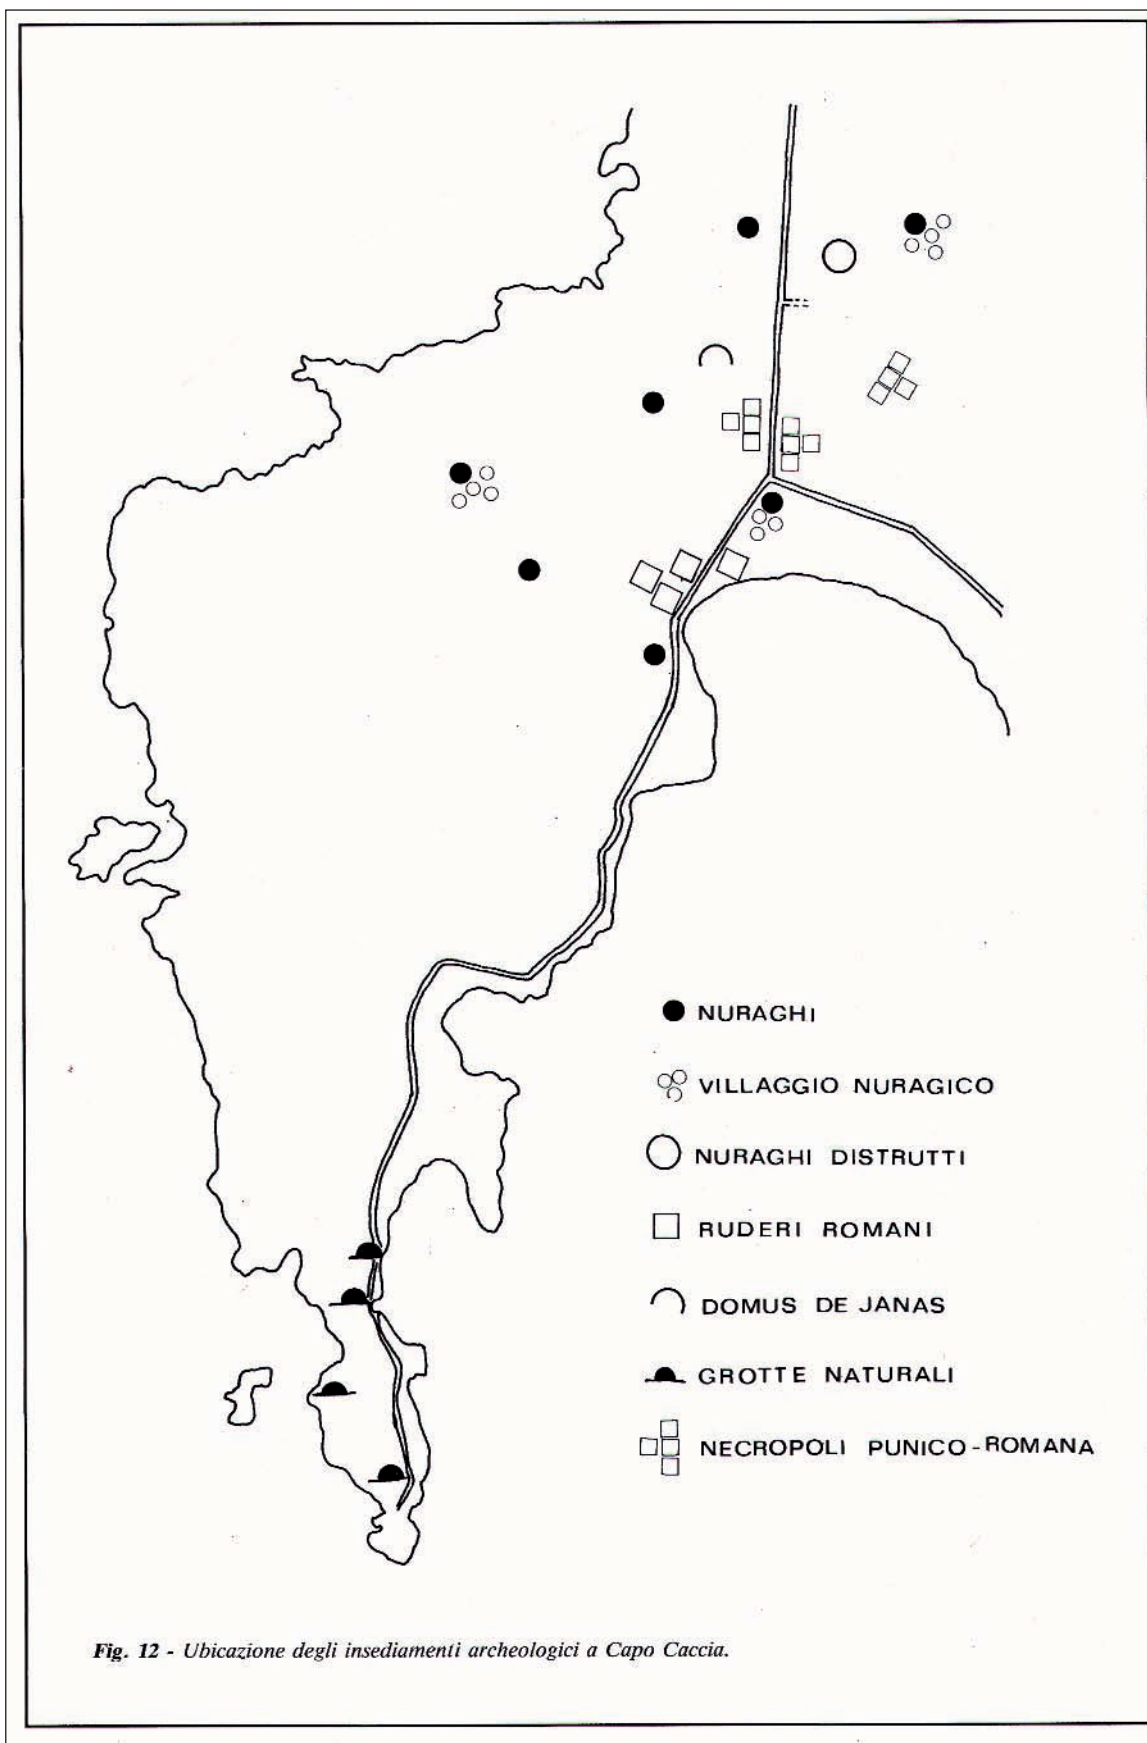 NURAGHI
VILLAGGIO NURAGICO
NURAGHI DISTRUTTI
RUDERI ROMANI
DOMUS DE JANAS
GROTTE NATURALI
NECROPOLI PUNICO-ROMANA
Fig. 12 - Ubicazione degli insediamenti archeologici a Capo Caccia.